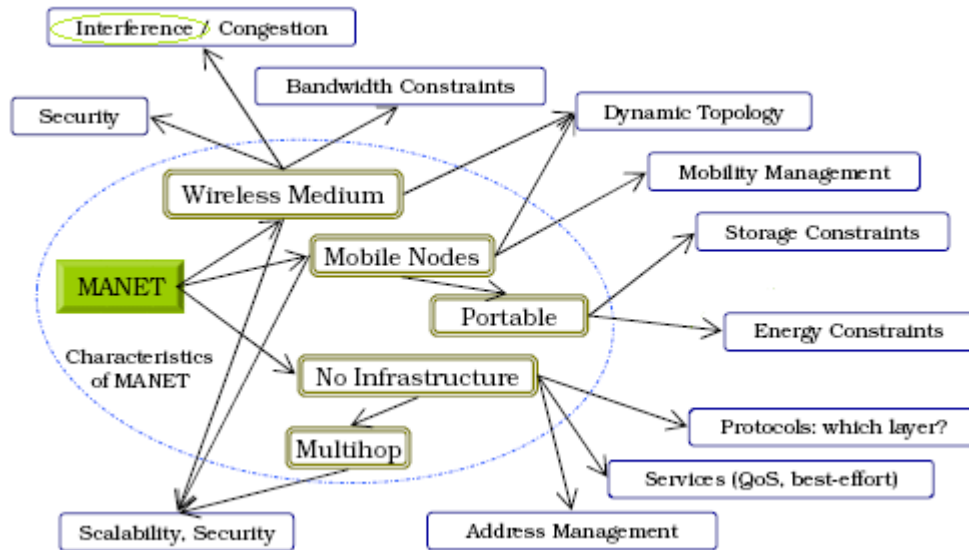 Interference / Congestion
Bandwidth Constraints
Security
Dynamic Topology
Wireless Medium
Mobility Management
Storage Constraints
Mobile Nodes
MANET
Portable
Energy Constraints
Characteristics
of MANET
No Infrastructure
Protocols: which layer?
Multihop
Services (QoS, best-effort)
Scalability, Security
Address Management